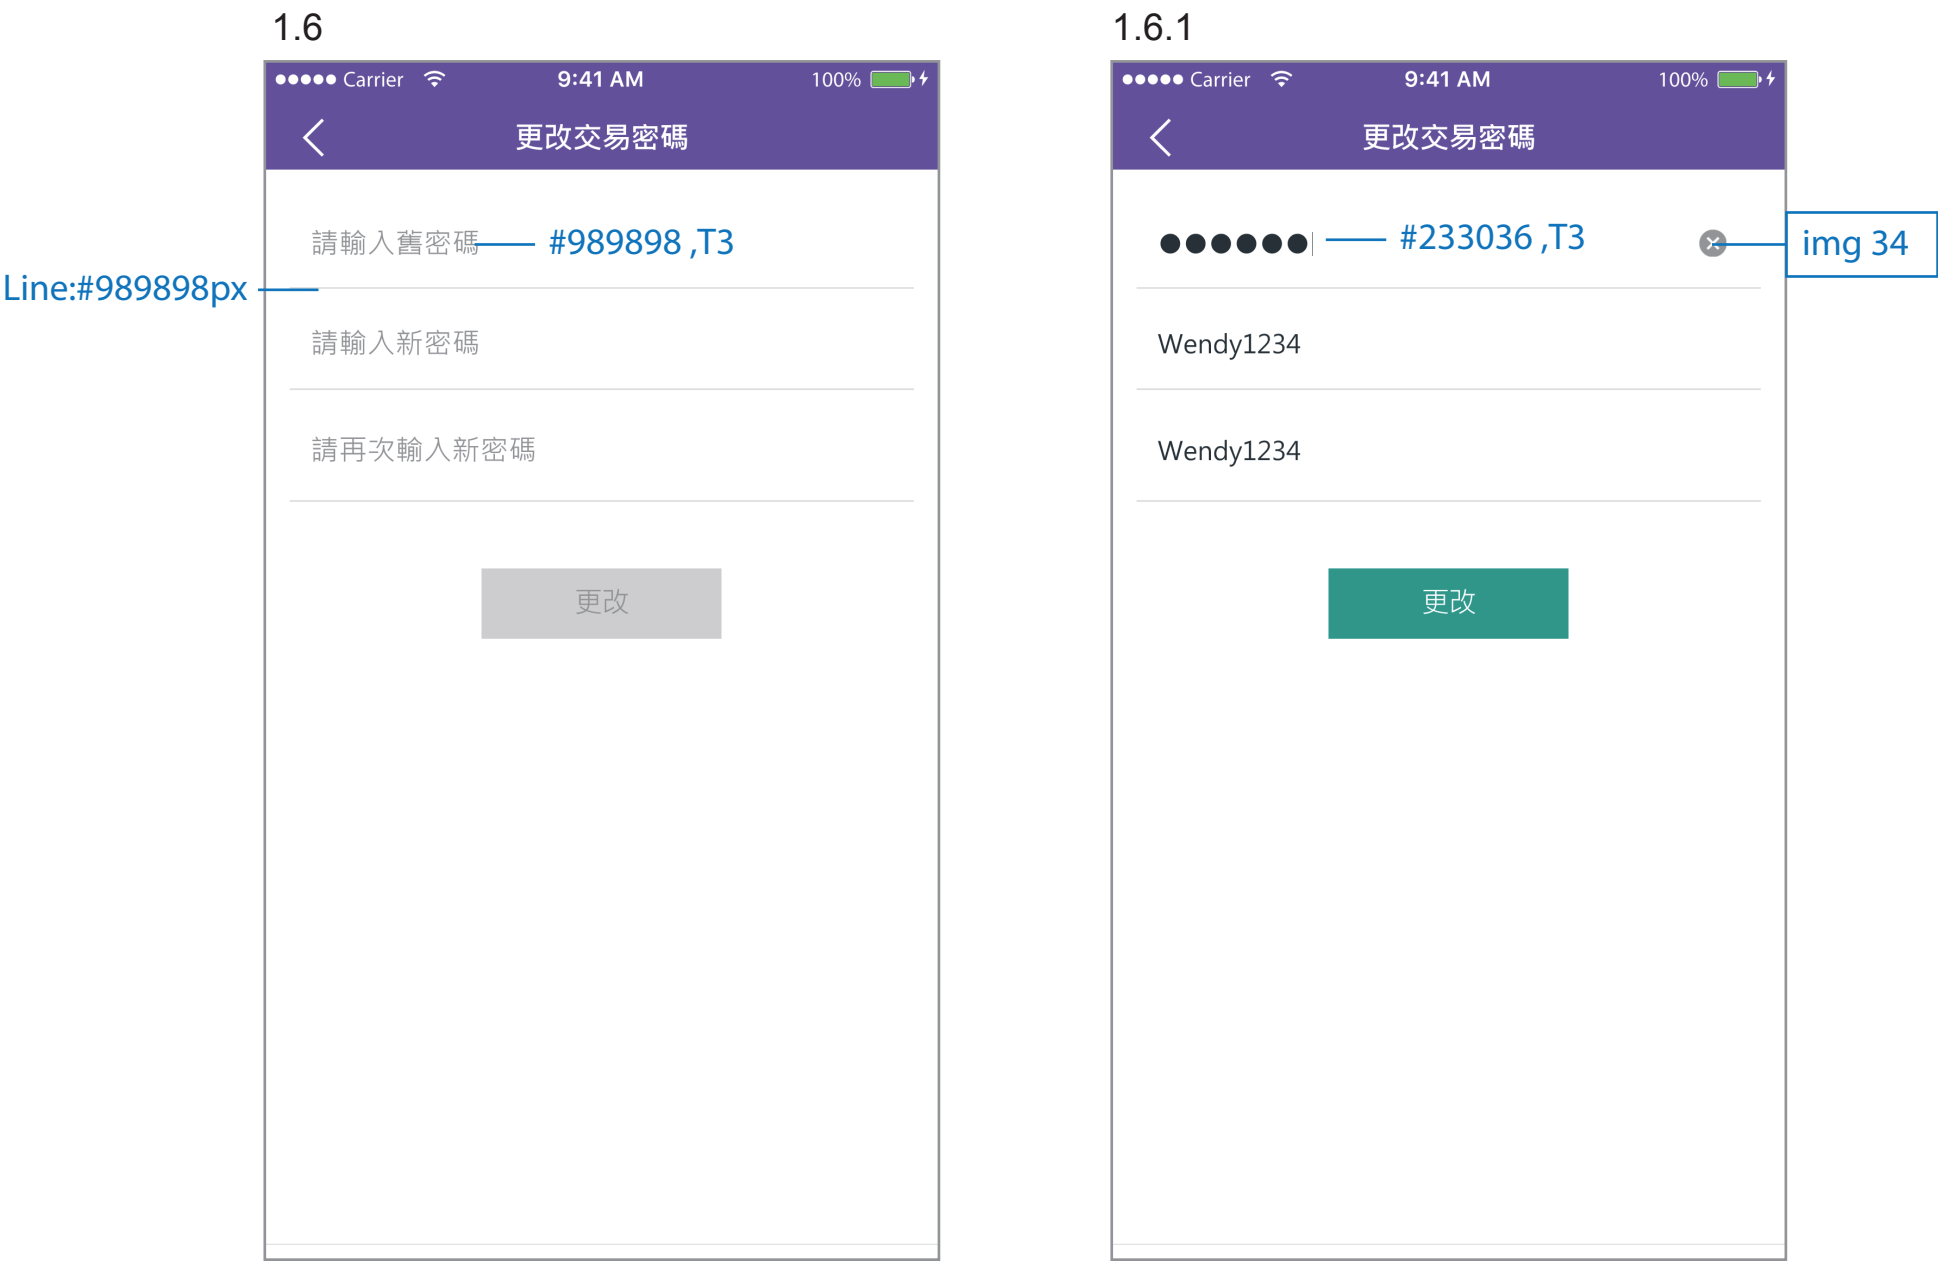 1.6
Carrier 9:41 AM 100%
更改交易密碼
請輸入舊密碼 #989898 ,T3
Line:#989898px
請輸入新密碼
請再次輸入新密碼
更改
1.6.1
Carrier 9:41 AM 100%
更改交易密碼
●●●●●● #233036 ,T3
img 34
Wendy1234
Wendy1234
更改